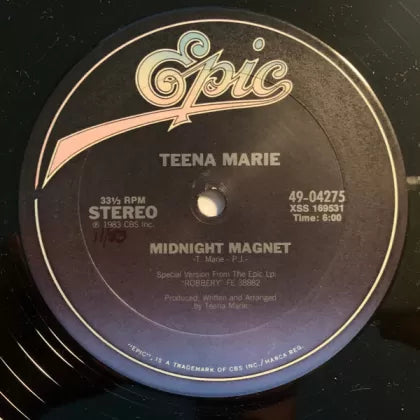 Epic
TEENA MARIE
33⅓ RPM
STEREO
℗ 1983 CBS Inc.
11/83
49-04275
XSS 169531
Time: 6:00
MIDNIGHT MAGNET
-T. Marie - P.J.-
Special Version From The Epic Lp:
"ROBBERY" FE 38882
Produced, Written and Arranged
by Teena Marie
"EPIC", IS A TRADEMARK OF CBS INC./MARCA REG.